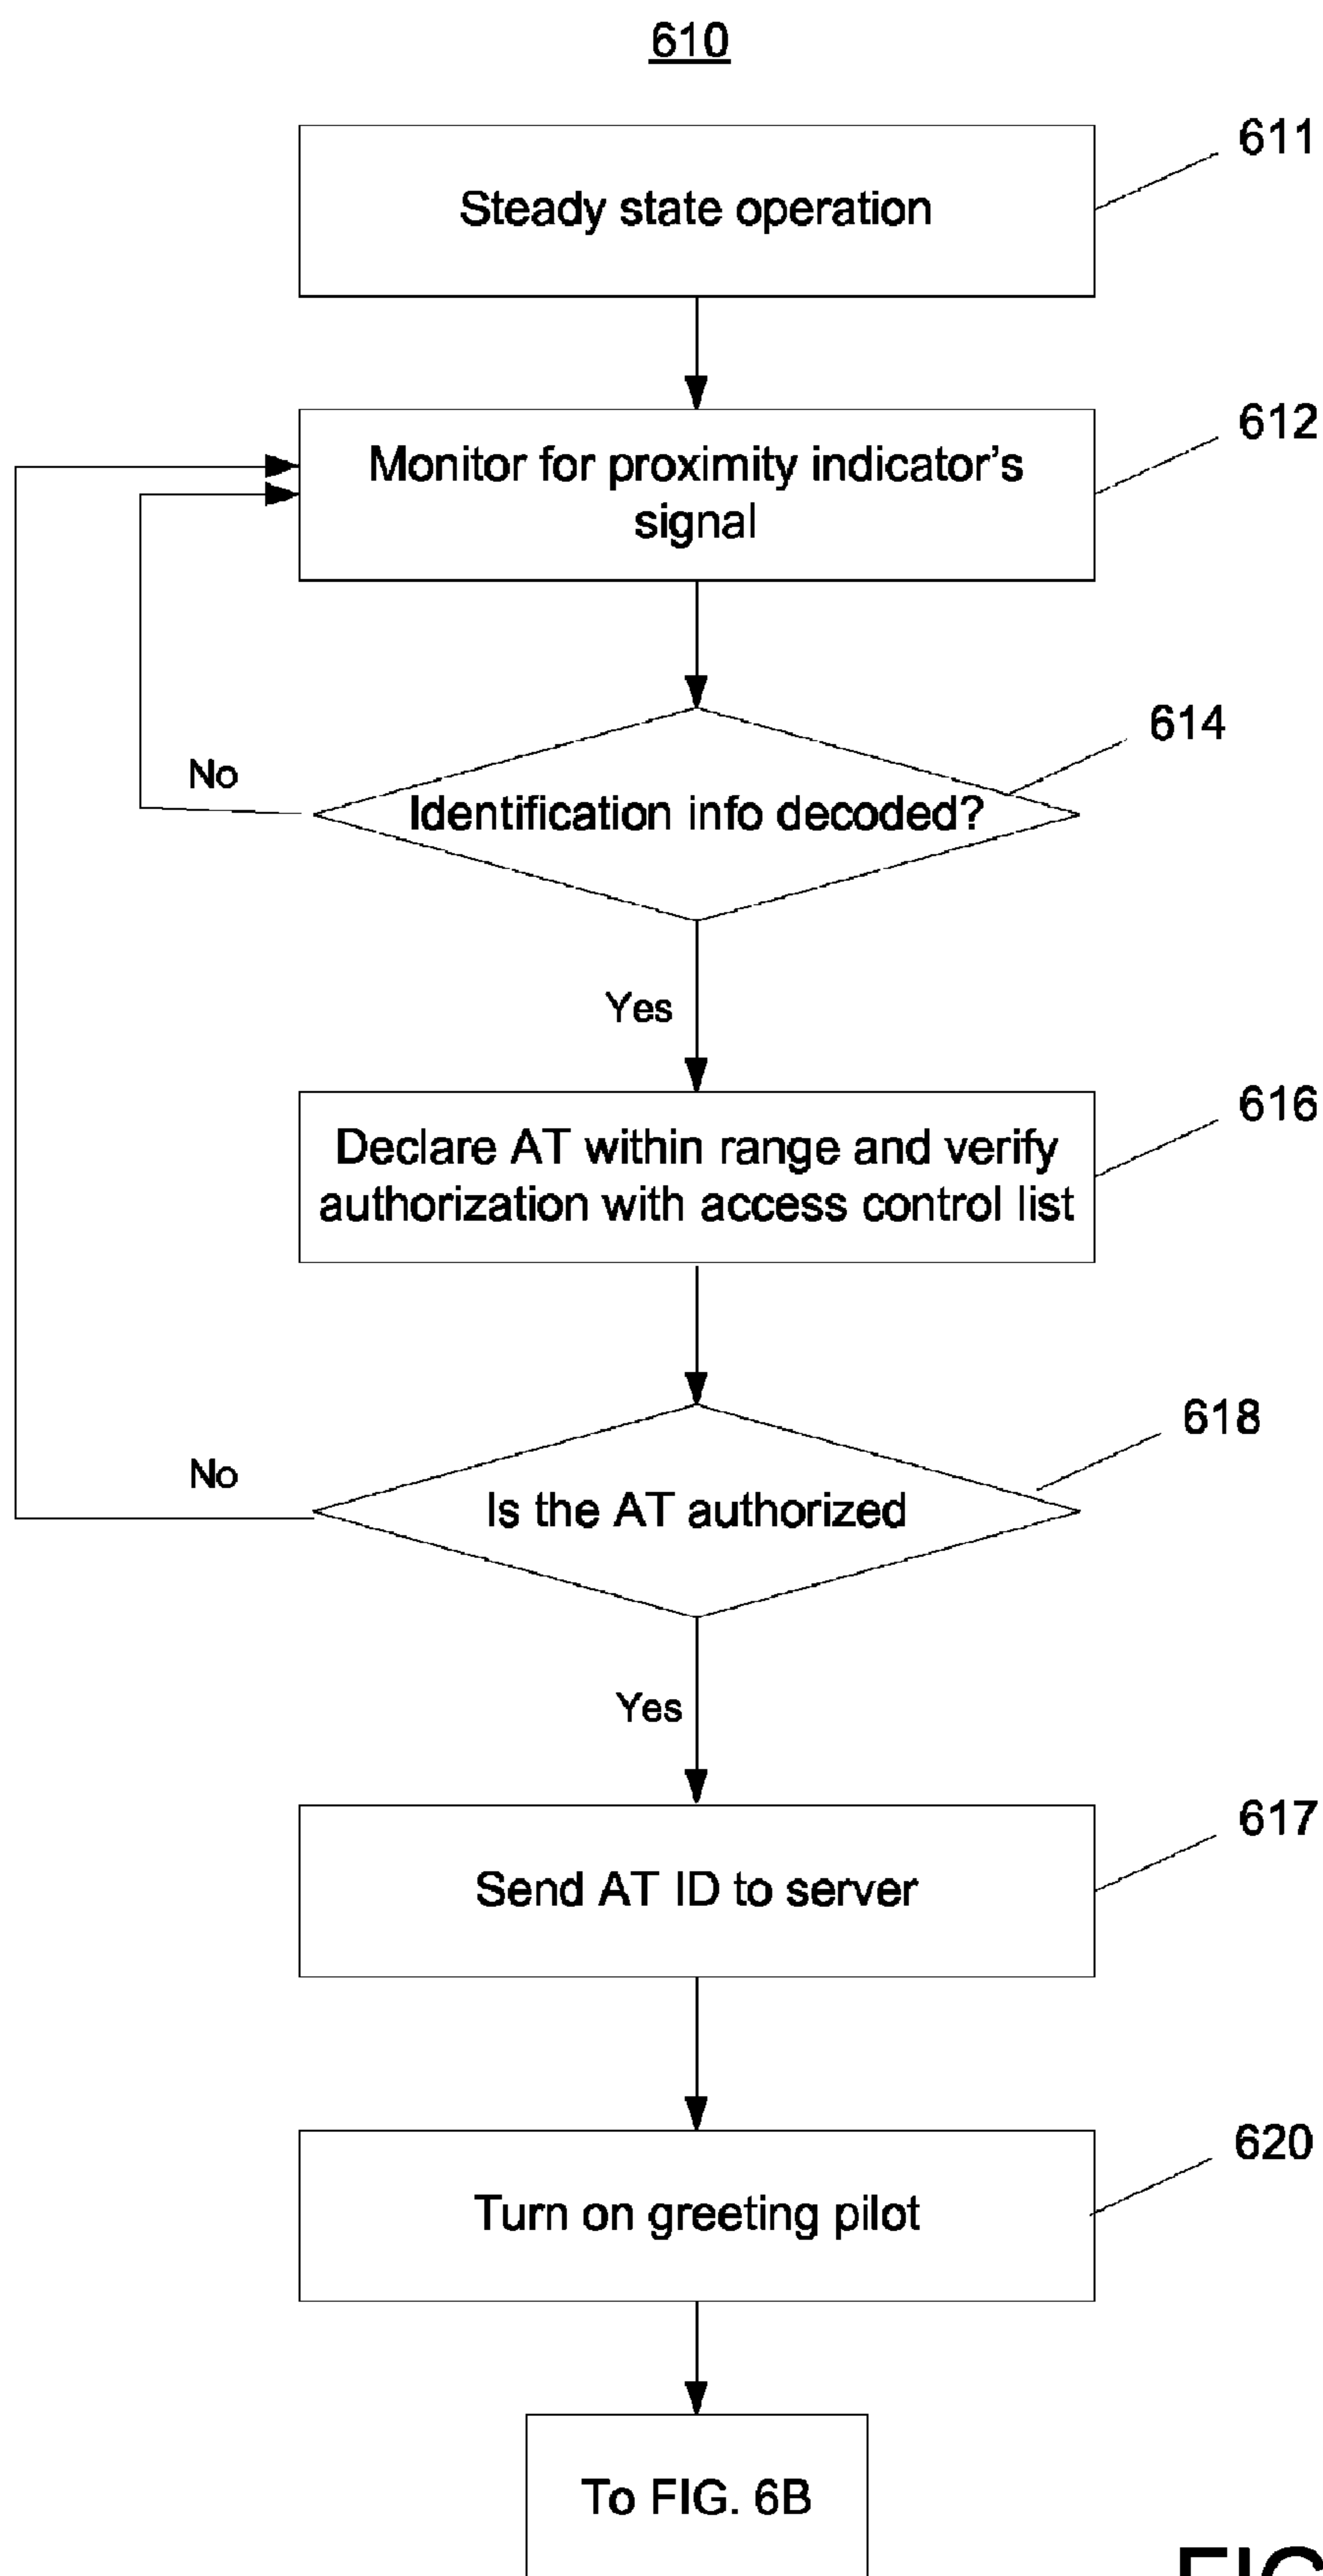 610
611
Steady state operation
612
Monitor for proximity indicator's
signal
614
No
Identification info decoded?
Yes
616
Declare AT within range and verify
authorization with access control list
618
No
Is the AT authorized
Yes
617
Send AT ID to server
620
Turn on greeting pilot
To FIG. 6B